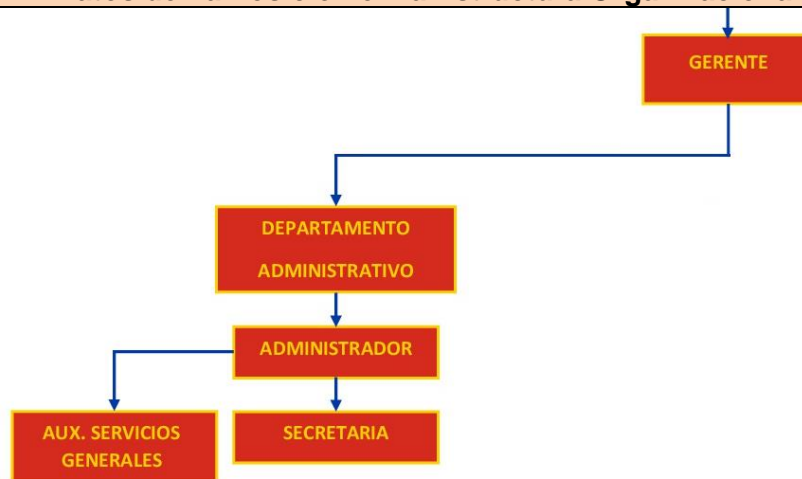 GERENTE
DEPARTAMENTO
ADMINISTRATIVO
ADMINISTRADOR
AUX. SERVICIOS
GENERALES
SECRETARIA